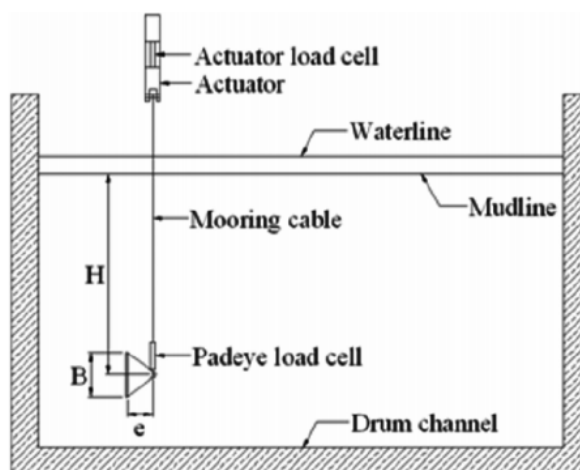 Actuator load cell
Actuator
Waterline
Mudline
Mooring cable
H
Padeye load cell
B
e
Drum channel